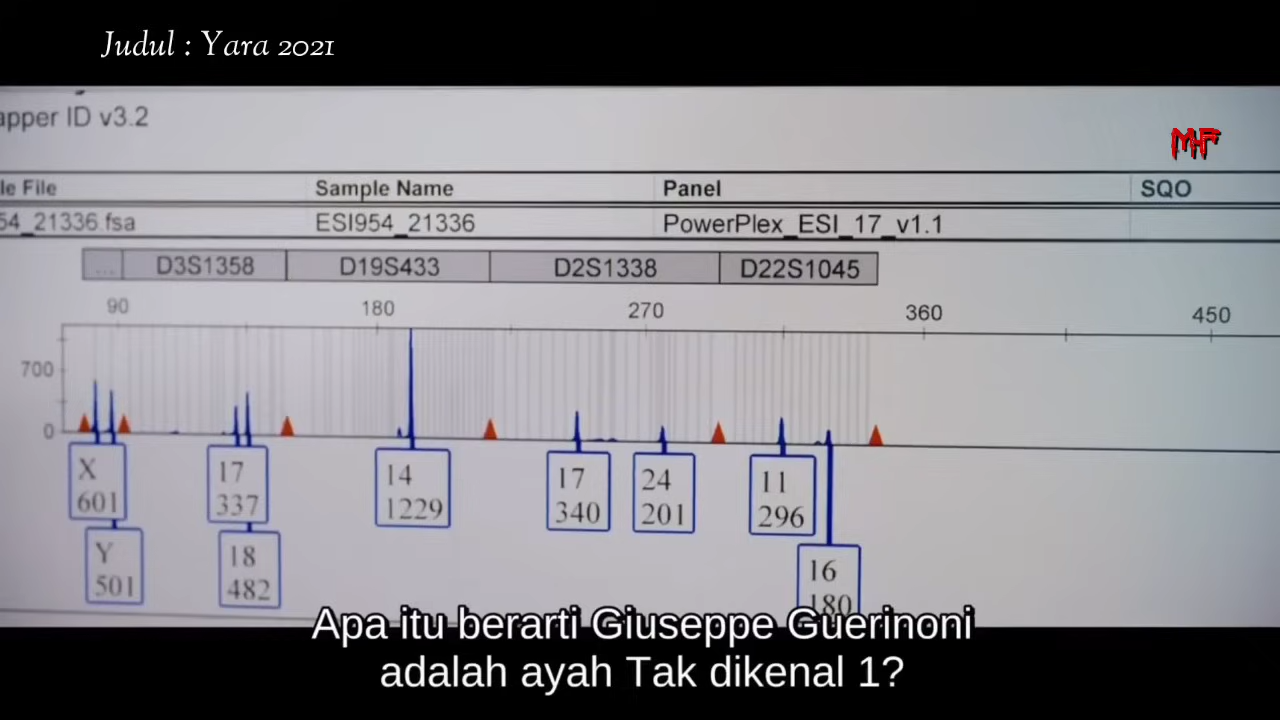 Judul : Yara 2021
apper ID v3.2
MHF
le File Sample Name Panel SQO
54_21336.fsa ESI954_21336 PowerPlex_ESI_17_v1.1
... D3S1358 D19S433 D2S1338 D22S1045
90 180 270 360 450
700
0
X 17 14 17 24 11
601 337 1229 340 201 296
Y 18 16
501 482 180
Apa itu berarti Giuseppe Guerinoni
adalah ayah Tak dikenal 1?